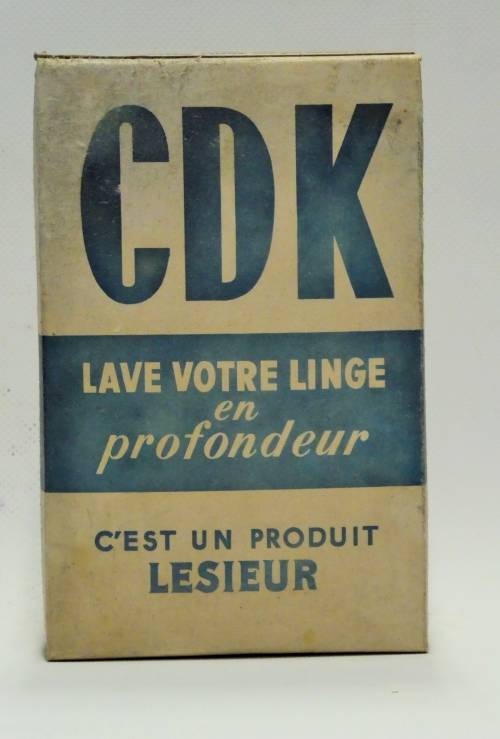 CDK
LAVE VOTRE LINGE
en
profondeur
C'EST UN PRODUIT
LESIEUR